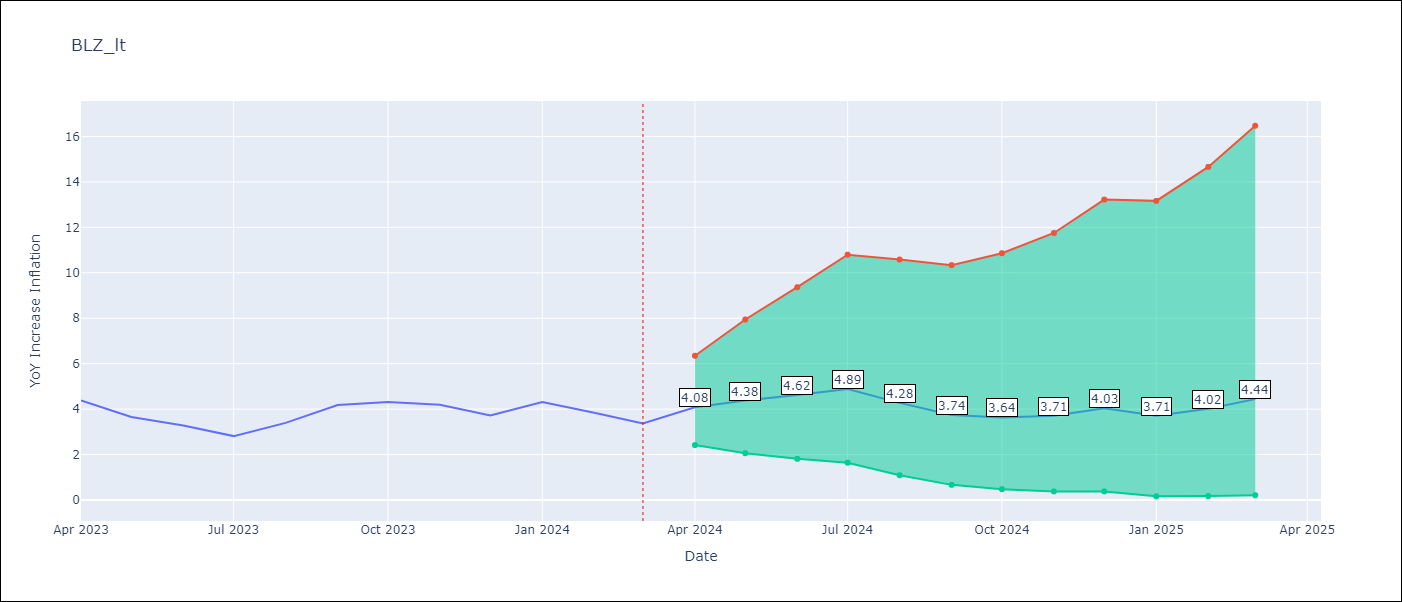 BLZ_lt
YoY Increase Inflation
16
14
12
10
8
6
4
2
0
4.08
4.38
4.62
4.89
4.28
3.74
3.64
3.71
4.03
3.71
4.02
4.44
Apr 2023
Jul 2023
Oct 2023
Jan 2024
Apr 2024
Jul 2024
Oct 2024
Jan 2025
Apr 2025
Date